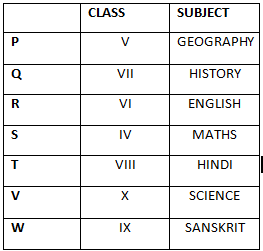 CLASS SUBJECT
P V GEOGRAPHY
Q VII HISTORY
R VI ENGLISH
S IV MATHS
T VIII HINDI
V X SCIENCE
W IX SANSKRIT